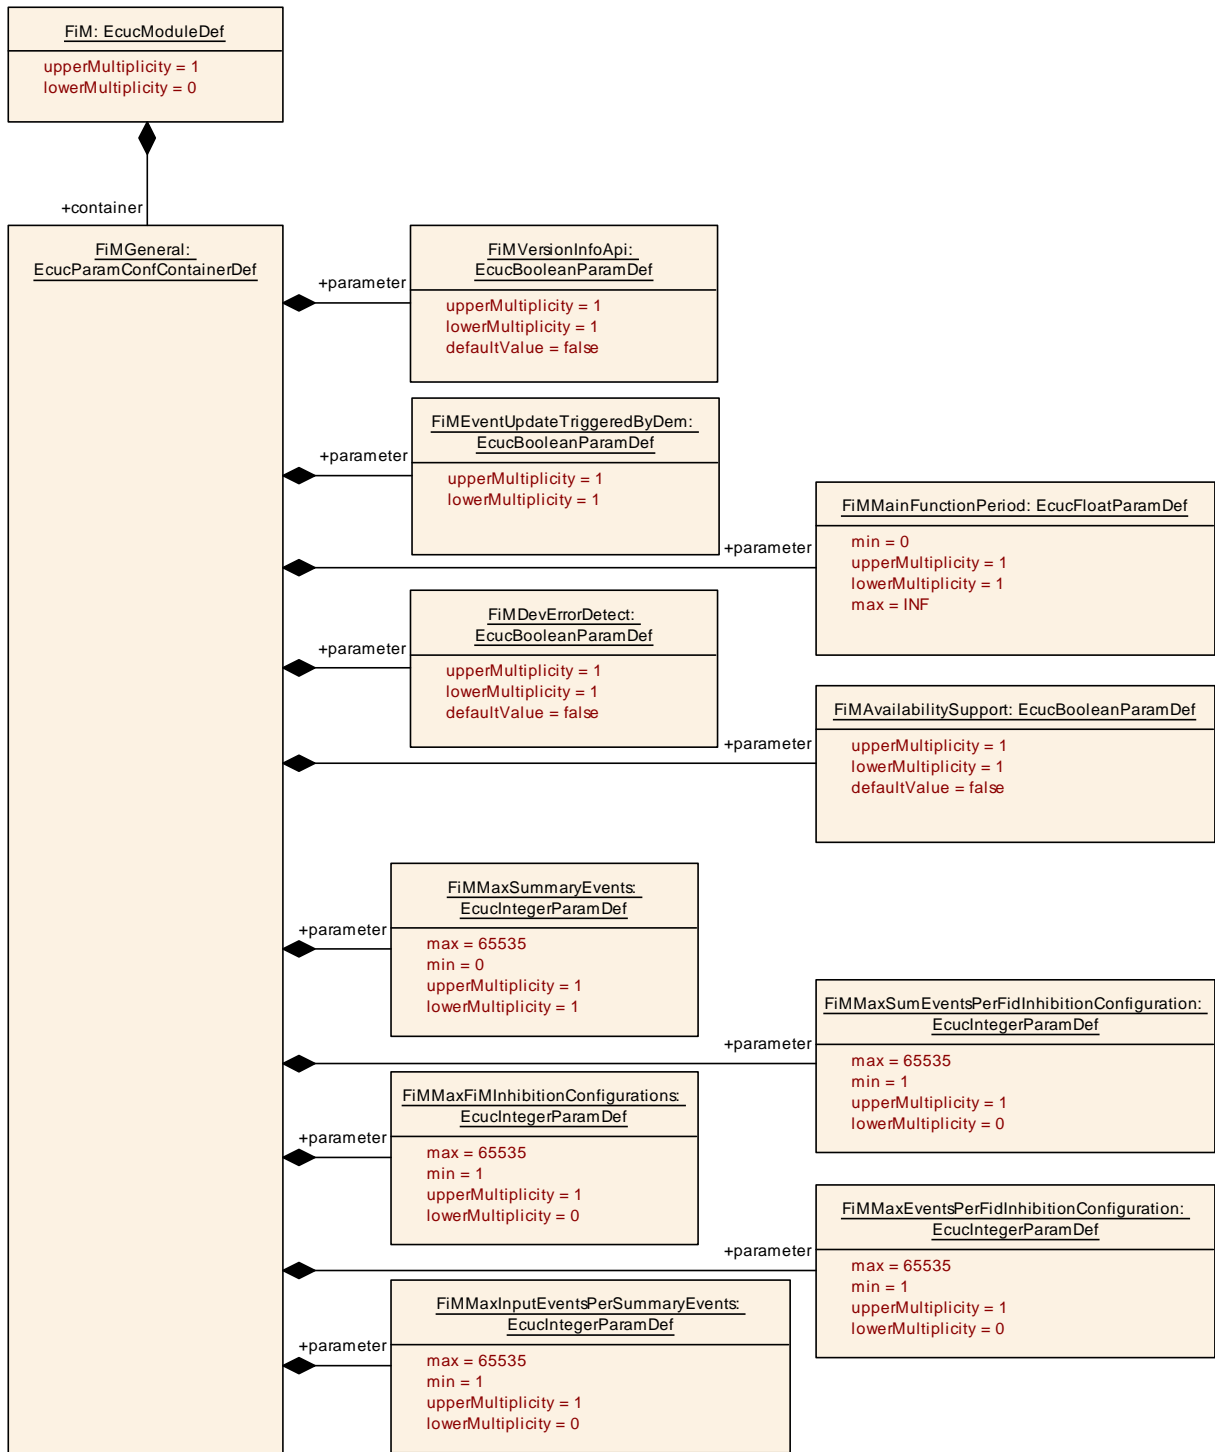 FiM: EcucModuleDef
upperMultiplicity = 1
lowerMultiplicity = 0
+container
FiMGeneral:
EcucParamConfContainerDef
+parameter
FiMVersionInfoApi:
EcucBooleanParamDef
upperMultiplicity = 1
lowerMultiplicity = 1
defaultValue = false
+parameter
FiMEventUpdateTriggeredByDem:
EcucBooleanParamDef
upperMultiplicity = 1
lowerMultiplicity = 1
+parameter
FiMMainFunctionPeriod: EcucFloatParamDef
min = 0
upperMultiplicity = 1
lowerMultiplicity = 1
max = INF
+parameter
FiMDevErrorDetect:
EcucBooleanParamDef
upperMultiplicity = 1
lowerMultiplicity = 1
defaultValue = false
+parameter
FiMAvailabilitySupport: EcucBooleanParamDef
upperMultiplicity = 1
lowerMultiplicity = 1
defaultValue = false
+parameter
FiMMaxSummaryEvents:
EcucIntegerParamDef
max = 65535
min = 0
upperMultiplicity = 1
lowerMultiplicity = 1
+parameter
FiMMaxSumEventsPerFidInhibitionConfiguration:
EcucIntegerParamDef
max = 65535
min = 1
upperMultiplicity = 1
lowerMultiplicity = 0
+parameter
FiMMaxFiMInhibitionConfigurations:
EcucIntegerParamDef
max = 65535
min = 1
upperMultiplicity = 1
lowerMultiplicity = 0
+parameter
FiMMaxEventsPerFidInhibitionConfiguration:
EcucIntegerParamDef
max = 65535
min = 1
upperMultiplicity = 1
lowerMultiplicity = 0
+parameter
FiMMaxInputEventsPerSummaryEvents:
EcucIntegerParamDef
max = 65535
min = 1
upperMultiplicity = 1
lowerMultiplicity = 0